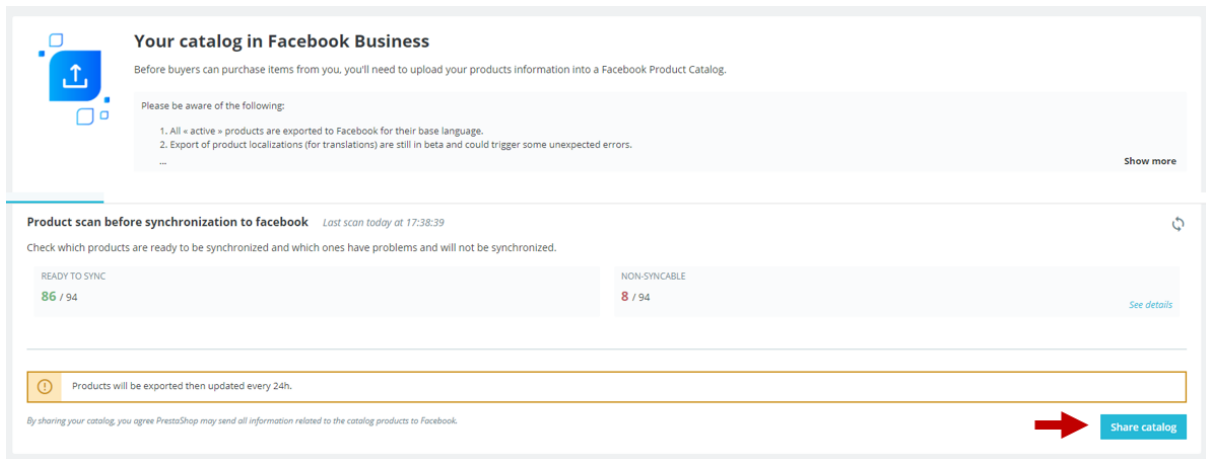 Your catalog in Facebook Business
Before buyers can purchase items from you, you'll need to upload your products information into a Facebook Product Catalog.
Please be aware of the following:
1. All « active » products are exported to Facebook for their base language.
2. Export of product localizations (for translations) are still in beta and could trigger some unexpected errors.
...
Show more
Product scan before synchronization to facebook Last scan today at 17:38:39
Check which products are ready to be synchronized and which ones have problems and will not be synchronized.
READY TO SYNC
86 / 94
NON-SYNCABLE
8 / 94
See details
Products will be exported then updated every 24h.
By sharing your catalog, you agree PrestaShop may send all information related to the catalog products to Facebook.
Share catalog